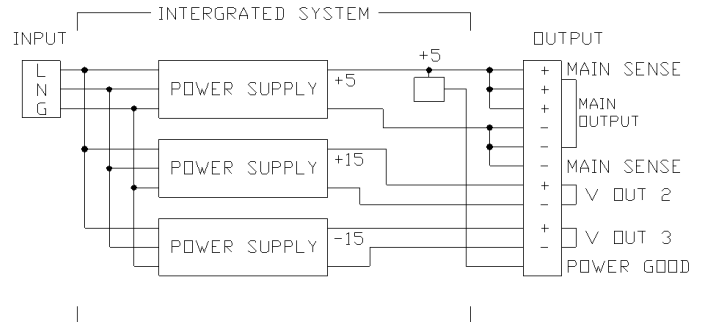 INTERGRATED SYSTEM
INPUT
OUTPUT
+5
L
N
G
POWER SUPPLY
+5
+ MAIN SENSE
+
+
MAIN
OUTPUT
-
-
- MAIN SENSE
POWER SUPPLY
+15
+
-
V OUT 2
POWER SUPPLY
-15
+
-
V OUT 3
POWER GOOD